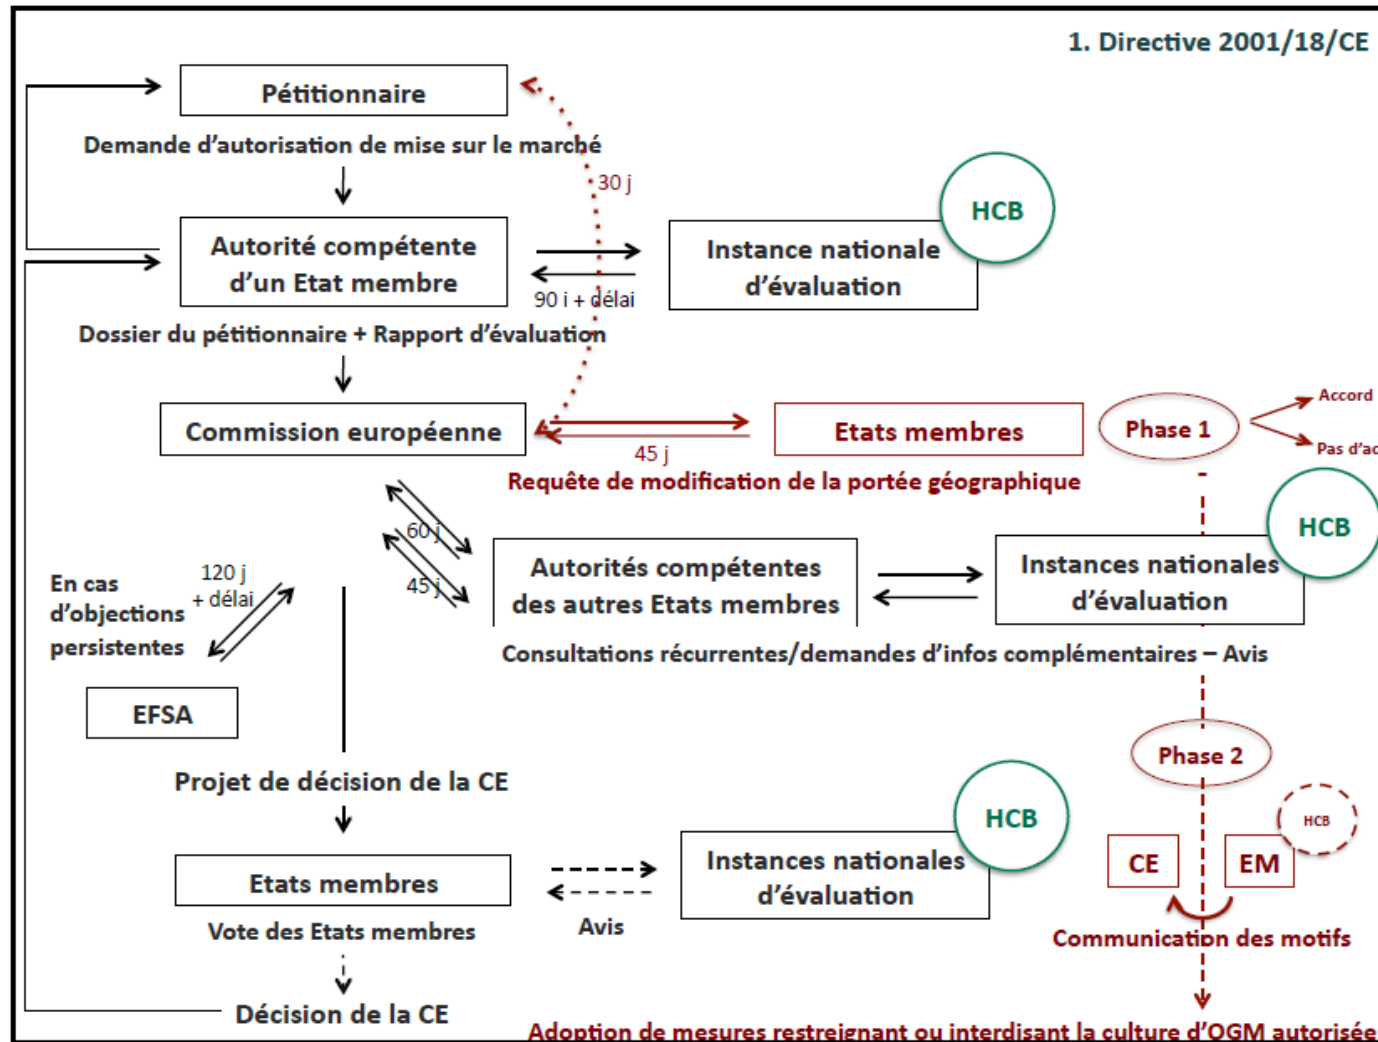 1. Directive 2001/18/CE
Pétitionnaire
Demande d'autorisation de mise sur le marché
30 j
HCB
Autorité compétente
d'un Etat membre
Instance nationale
d'évaluation
90 i + délai
Dossier du pétitionnaire + Rapport d'évaluation
Commission européenne
Etats membres
Phase 1
Accord
Pas d'ac
45 j
Requête de modification de la portée géographique
HCB
60 j
45 j
Autorités compétentes
des autres Etats membres
Instances nationales
d'évaluation
120 j
+ délai
En cas
d'objections
persistentes
Consultations récurrentes/demandes d'infos complémentaires – Avis
EFSA
Phase 2
Projet de décision de la CE
HCB
HCB
Etats membres
Instances nationales
d'évaluation
CE
EM
Avis
Vote des Etats membres
Communication des motifs
Décision de la CE
Adoption de mesures restreignant ou interdisant la culture d'OGM autorisée